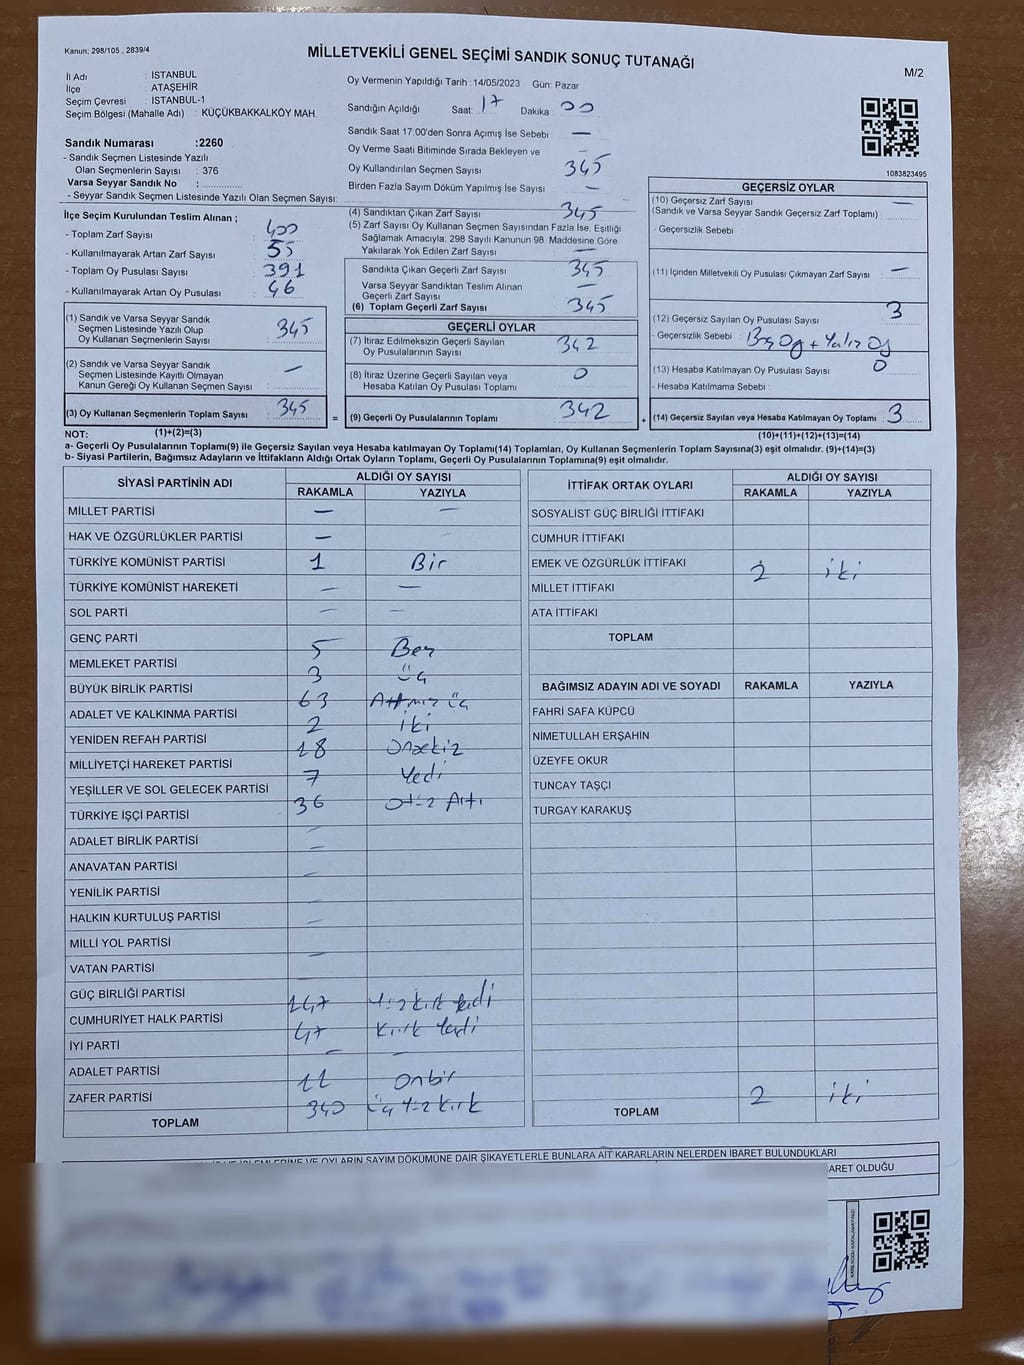 Kanun; 298/105 , 2839/4
MİLLETVEKİLİ GENEL SEÇİMİ SANDIK SONUÇ TUTANAĞI
M/2
İl Adı : İSTANBUL
İlçe : ATAŞEHİR
Seçim Çevresi : İSTANBUL-1
Seçim Bölgesi (Mahalle Adı) : KÜÇÜKBAKKALKÖY MAH.
Oy Vermenin Yapıldığı Tarih :14/05/2023 Gün: Pazar
Sandığın Açıldığı Saat: 17 Dakika 00
Sandık Saat 17:00'den Sonra Açımış İse Sebebi —
Oy Verme Saati Bitiminde Sırada Bekleyen ve
Oy Kullandırılan Seçmen Sayısı 345
Birden Fazla Sayım Döküm Yapılmış İse Sayısı —
1083823495
Sandık Numarası :2260
- Sandık Seçmen Listesinde Yazılı
Olan Seçmenlerin Sayısı : 376
Varsa Seyyar Sandık No :
- Seyyar Sandık Seçmen Listesinde Yazılı Olan Seçmen Sayısı:
İlçe Seçim Kurulundan Teslim Alınan ;
- Toplam Zarf Sayısı : 400
- Kullanılmayarak Artan Zarf Sayısı : 55
- Toplam Oy Pusulası Sayısı : 391
- Kullanılmayarak Artan Oy Pusulası : 46
(1) Sandık ve Varsa Seyyar Sandık
Seçmen Listesinde Yazılı Olup
Oy Kullanan Seçmenlerin Sayısı : 345
(2) Sandık ve Varsa Seyyar Sandık
Seçmen Listesinde Kayıtlı Olmayan
Kanun Gereği Oy Kullanan Seçmen Sayısı : —
(3) Oy Kullanan Seçmenlerin Toplam Sayısı : 345
(4) Sandıktan Çıkan Zarf Sayısı 345
(5) Zarf Sayısı Oy Kullanan Seçmen Sayısından Fazla İse, Eşitliği
Sağlamak Amacıyla; 298 Sayılı Kanunun 98. Maddesine Göre
Yakılarak Yok Edilen Zarf Sayısı —
Sandıkta Çıkan Geçerli Zarf Sayısı 345
Varsa Seyyar Sandıktan Teslim Alınan
Geçerli Zarf Sayısı —
(6) Toplam Geçerli Zarf Sayısı 345
GEÇERLİ OYLAR
(7) İtiraz Edilmeksizin Geçerli Sayılan
Oy Pusulalarının Sayısı 342
(8) İtiraz Üzerine Geçerli Sayılan veya
Hesaba Katılan Oy Pusulası Toplamı 0
= (9) Geçerli Oy Pusulalarının Toplamı 342
GEÇERSİZ OYLAR
(10) Geçersiz Zarf Sayısı —
(Sandık ve Varsa Seyyar Sandık Geçersiz Zarf Toplamı)
- Geçersizlik Sebebi
(11) İçinden Milletvekili Oy Pusulası Çıkmayan Zarf Sayısı : —
(12) Geçersiz Sayılan Oy Pusulası Sayısı 3
- Geçersizlik Sebebi : Boş Oy +
(13) Hesaba Katılmayan Oy Pusulası Sayısı 0
- Hesaba Katılmama Sebebi :
+ (14) Geçersiz Sayılan veya Hesaba Katılmayan Oy Toplamı : 3
NOT: (1)+(2)=(3)
(10)+(11)+(12)+(13)=(14)
a- Geçerli Oy Pusulalarının Toplamı(9) ile Geçersiz Sayılan veya Hesaba katılmayan Oy Toplamı(14) Toplamları, Oy Kullanan Seçmenlerin Toplam Sayısına(3) eşit olmalıdır. (9)+(14)=(3)
b- Siyasi Partilerin, Bağımsız Adayların ve İttifakların Aldığı Ortak Oyların Toplamı, Geçerli Oy Pusulalarının Toplamına(9) eşit olmalıdır.
SİYASİ PARTİNİN ADI
ALDIĞI OY SAYISI
RAKAMLA YAZIYLA
MİLLET PARTİSİ — —
HAK VE ÖZGÜRLÜKLER PARTİSİ —
TÜRKİYE KOMÜNİST PARTİSİ 1 Bir
TÜRKİYE KOMÜNİST HAREKETİ — —
SOL PARTİ — —
GENÇ PARTİ
5 Beş
MEMLEKET PARTİSİ
3 üç
BÜYÜK BİRLİK PARTİSİ
63 Altmış üç
ADALET VE KALKINMA PARTİSİ
2 iki
YENİDEN REFAH PARTİSİ
18 Onsekiz
MİLLİYETÇİ HAREKET PARTİSİ
7 Yedi
YEŞİLLER VE SOL GELECEK PARTİSİ
36 Otuz Altı
TÜRKİYE İŞÇİ PARTİSİ
ADALET BİRLİK PARTİSİ —
ANAVATAN PARTİSİ —
YENİLİK PARTİSİ
HALKIN KURTULUŞ PARTİSİ —
MİLLİ YOL PARTİSİ
VATAN PARTİSİ —
GÜÇ BİRLİĞİ PARTİSİ
147 Yüz kırk yedi
CUMHURİYET HALK PARTİSİ
47 Kırk Yedi
İYİ PARTİ
— —
ADALET PARTİSİ
11 Onbir
ZAFER PARTİSİ
340 üç yüz kırk
TOPLAM
İTTİFAK ORTAK OYLARI
ALDIĞI OY SAYISI
RAKAMLA YAZIYLA
SOSYALİST GÜÇ BİRLİĞİ İTTİFAKI
CUMHUR İTTİFAKI
EMEK VE ÖZGÜRLÜK İTTİFAKI
2 iki
MİLLET İTTİFAKI
ATA İTTİFAKI
TOPLAM
BAĞIMSIZ ADAYIN ADI VE SOYADI RAKAMLA YAZIYLA
FAHRİ SAFA KÜPCÜ
NİMETULLAH ERŞAHİN
ÜZEYFE OKUR
TUNCAY TAŞÇI
TURGAY KARAKUŞ
2 iki
TOPLAM
VE OYLARIN SAYIM DÖKÜMÜNE DAİR ŞİKAYETLERLE BUNLARA AİT KARARLARIN NELERDEN İBARET BULUNDUKLARI
ARET OLDUĞU